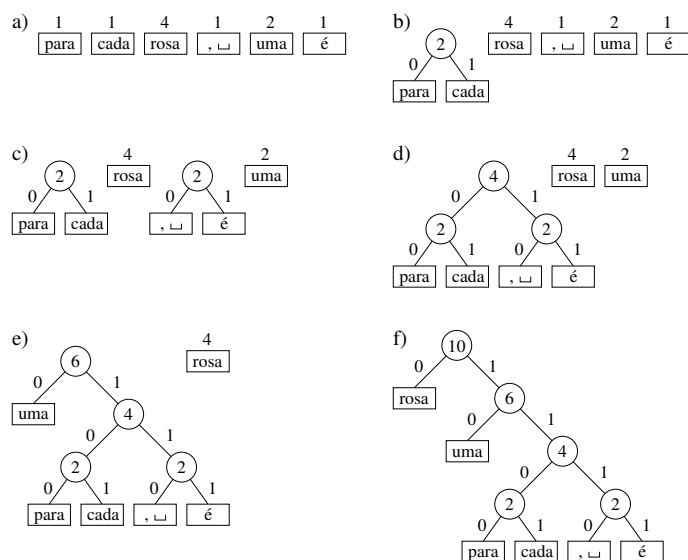 a) 1 1 4 1 2 1
para cada rosa , ⎵ uma é
b) 4 1 2 1
2 rosa , ⎵ uma é
0 1
para cada
c) 4 2
2 rosa 2 uma
0 1 0 1
para cada , ⎵ é
d) 4 2
4 rosa uma
0 1
2 2
0 1 0 1
para cada , ⎵ é
e) 4
6 rosa
0 1
uma 4
0 1
2 2
0 1 0 1
para cada , ⎵ é
f) 10
0 1
rosa 6
0 1
uma 4
0 1
2 2
0 1 0 1
para cada , ⎵ é